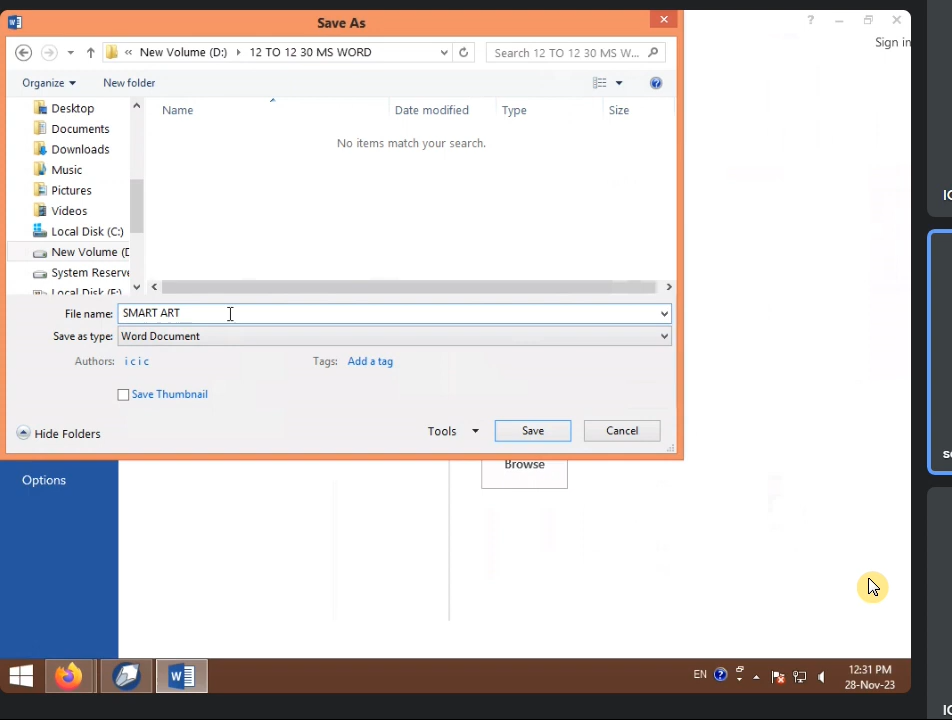 Save As
Sign in
« New Volume (D:) 12 TO 12 30 MS WORD
Search 12 TO 12 30 MS W...
Organize
New folder
Name
Date modified
Type
Size
Desktop
Documents
Downloads
Music
Pictures
Videos
Local Disk (C:)
New Volume (D
System Reserve
Local Disk (F:)
No items match your search.
File name: SMART ART
Save as type: Word Document
Authors: i c i c
Tags: Add a tag
Save Thumbnail
Hide Folders
Tools
Save
Cancel
Browse
Options
EN
12:31 PM
28-Nov-23